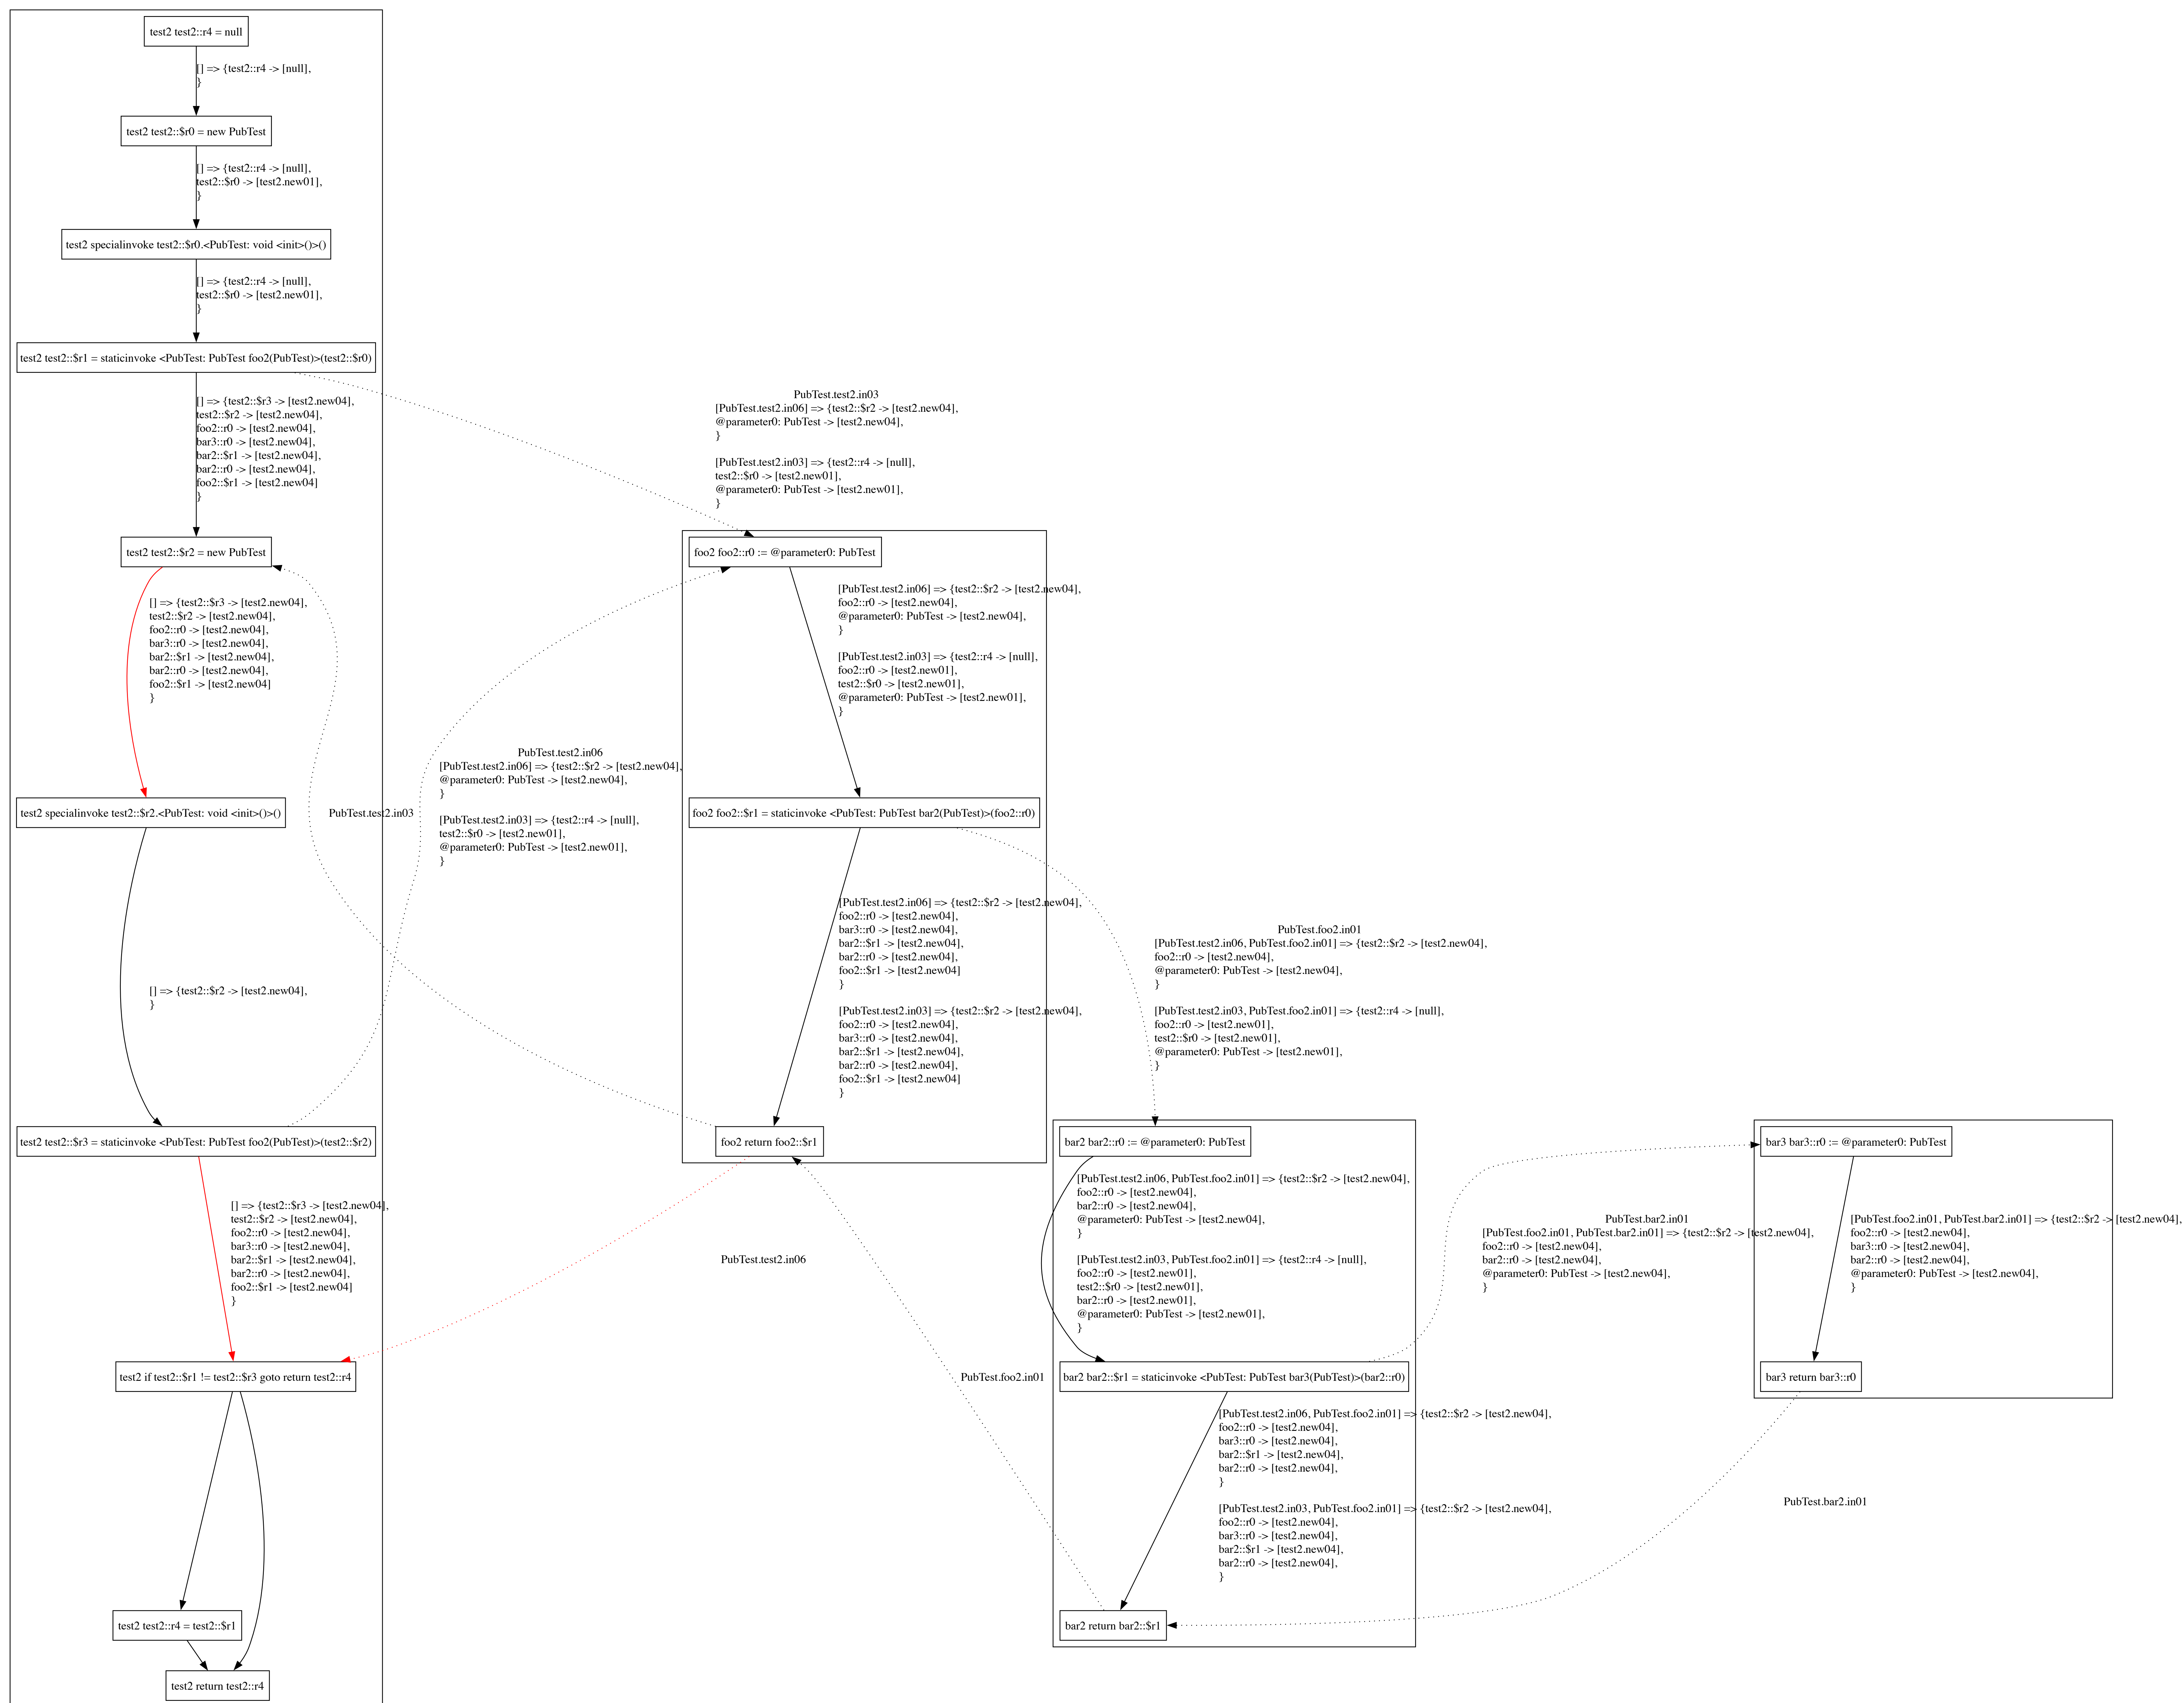 test2 test2::r4 = null
[] => {test2::r4 -> [null],
}
test2 test2::$r0 = new PubTest
[] => {test2::r4 -> [null],
test2::$r0 -> [test2.new01],
}
test2 specialinvoke test2::$r0.<PubTest: void <init>()>()
[] => {test2::r4 -> [null],
test2::$r0 -> [test2.new01],
}
test2 test2::$r1 = staticinvoke <PubTest: PubTest foo2(PubTest)>(test2::$r0)
[] => {test2::$r3 -> [test2.new04],
test2::$r2 -> [test2.new04],
foo2::r0 -> [test2.new04],
bar3::r0 -> [test2.new04],
bar2::$r1 -> [test2.new04],
bar2::r0 -> [test2.new04],
foo2::$r1 -> [test2.new04]
}
test2 test2::$r2 = new PubTest
[] => {test2::$r3 -> [test2.new04],
test2::$r2 -> [test2.new04],
foo2::r0 -> [test2.new04],
bar3::r0 -> [test2.new04],
bar2::$r1 -> [test2.new04],
bar2::r0 -> [test2.new04],
foo2::$r1 -> [test2.new04]
}
test2 specialinvoke test2::$r2.<PubTest: void <init>()>()
[] => {test2::$r2 -> [test2.new04],
}
test2 test2::$r3 = staticinvoke <PubTest: PubTest foo2(PubTest)>(test2::$r2)
[] => {test2::$r3 -> [test2.new04],
test2::$r2 -> [test2.new04],
foo2::r0 -> [test2.new04],
bar3::r0 -> [test2.new04],
bar2::$r1 -> [test2.new04],
bar2::r0 -> [test2.new04],
foo2::$r1 -> [test2.new04]
}
test2 if test2::$r1 != test2::$r3 goto return test2::r4
test2 test2::r4 = test2::$r1
test2 return test2::r4
PubTest.test2.in03
PubTest.test2.in06
[PubTest.test2.in06] => {test2::$r2 -> [test2.new04],
@parameter0: PubTest -> [test2.new04],
}
[PubTest.test2.in03] => {test2::r4 -> [null],
test2::$r0 -> [test2.new01],
@parameter0: PubTest -> [test2.new01],
}
PubTest.test2.in03
[PubTest.test2.in06] => {test2::$r2 -> [test2.new04],
@parameter0: PubTest -> [test2.new04],
}
[PubTest.test2.in03] => {test2::r4 -> [null],
test2::$r0 -> [test2.new01],
@parameter0: PubTest -> [test2.new01],
}
foo2 foo2::r0 := @parameter0: PubTest
[PubTest.test2.in06] => {test2::$r2 -> [test2.new04],
foo2::r0 -> [test2.new04],
@parameter0: PubTest -> [test2.new04],
}
[PubTest.test2.in03] => {test2::r4 -> [null],
foo2::r0 -> [test2.new01],
test2::$r0 -> [test2.new01],
@parameter0: PubTest -> [test2.new01],
}
foo2 foo2::$r1 = staticinvoke <PubTest: PubTest bar2(PubTest)>(foo2::r0)
[PubTest.test2.in06] => {test2::$r2 -> [test2.new04],
foo2::r0 -> [test2.new04],
bar3::r0 -> [test2.new04],
bar2::$r1 -> [test2.new04],
bar2::r0 -> [test2.new04],
foo2::$r1 -> [test2.new04]
}
[PubTest.test2.in03] => {test2::$r2 -> [test2.new04],
foo2::r0 -> [test2.new04],
bar3::r0 -> [test2.new04],
bar2::$r1 -> [test2.new04],
bar2::r0 -> [test2.new04],
foo2::$r1 -> [test2.new04]
}
foo2 return foo2::$r1
PubTest.test2.in06
PubTest.foo2.in01
PubTest.foo2.in01
[PubTest.test2.in06, PubTest.foo2.in01] => {test2::$r2 -> [test2.new04],
foo2::r0 -> [test2.new04],
@parameter0: PubTest -> [test2.new04],
}
[PubTest.test2.in03, PubTest.foo2.in01] => {test2::r4 -> [null],
foo2::r0 -> [test2.new01],
test2::$r0 -> [test2.new01],
@parameter0: PubTest -> [test2.new01],
}
bar2 bar2::r0 := @parameter0: PubTest
[PubTest.test2.in06, PubTest.foo2.in01] => {test2::$r2 -> [test2.new04],
foo2::r0 -> [test2.new04],
bar2::r0 -> [test2.new04],
@parameter0: PubTest -> [test2.new04],
}
[PubTest.test2.in03, PubTest.foo2.in01] => {test2::r4 -> [null],
foo2::r0 -> [test2.new01],
test2::$r0 -> [test2.new01],
bar2::r0 -> [test2.new01],
@parameter0: PubTest -> [test2.new01],
}
bar2 bar2::$r1 = staticinvoke <PubTest: PubTest bar3(PubTest)>(bar2::r0)
[PubTest.test2.in06, PubTest.foo2.in01] => {test2::$r2 -> [test2.new04],
foo2::r0 -> [test2.new04],
bar3::r0 -> [test2.new04],
bar2::$r1 -> [test2.new04],
bar2::r0 -> [test2.new04],
}
[PubTest.test2.in03, PubTest.foo2.in01] => {test2::$r2 -> [test2.new04],
foo2::r0 -> [test2.new04],
bar3::r0 -> [test2.new04],
bar2::$r1 -> [test2.new04],
bar2::r0 -> [test2.new04],
}
bar2 return bar2::$r1
PubTest.bar2.in01
[PubTest.foo2.in01, PubTest.bar2.in01] => {test2::$r2 -> [test2.new04],
foo2::r0 -> [test2.new04],
bar2::r0 -> [test2.new04],
@parameter0: PubTest -> [test2.new04],
}
bar3 bar3::r0 := @parameter0: PubTest
[PubTest.foo2.in01, PubTest.bar2.in01] => {test2::$r2 -> [test2.new04],
foo2::r0 -> [test2.new04],
bar3::r0 -> [test2.new04],
bar2::r0 -> [test2.new04],
@parameter0: PubTest -> [test2.new04],
}
bar3 return bar3::r0
PubTest.bar2.in01